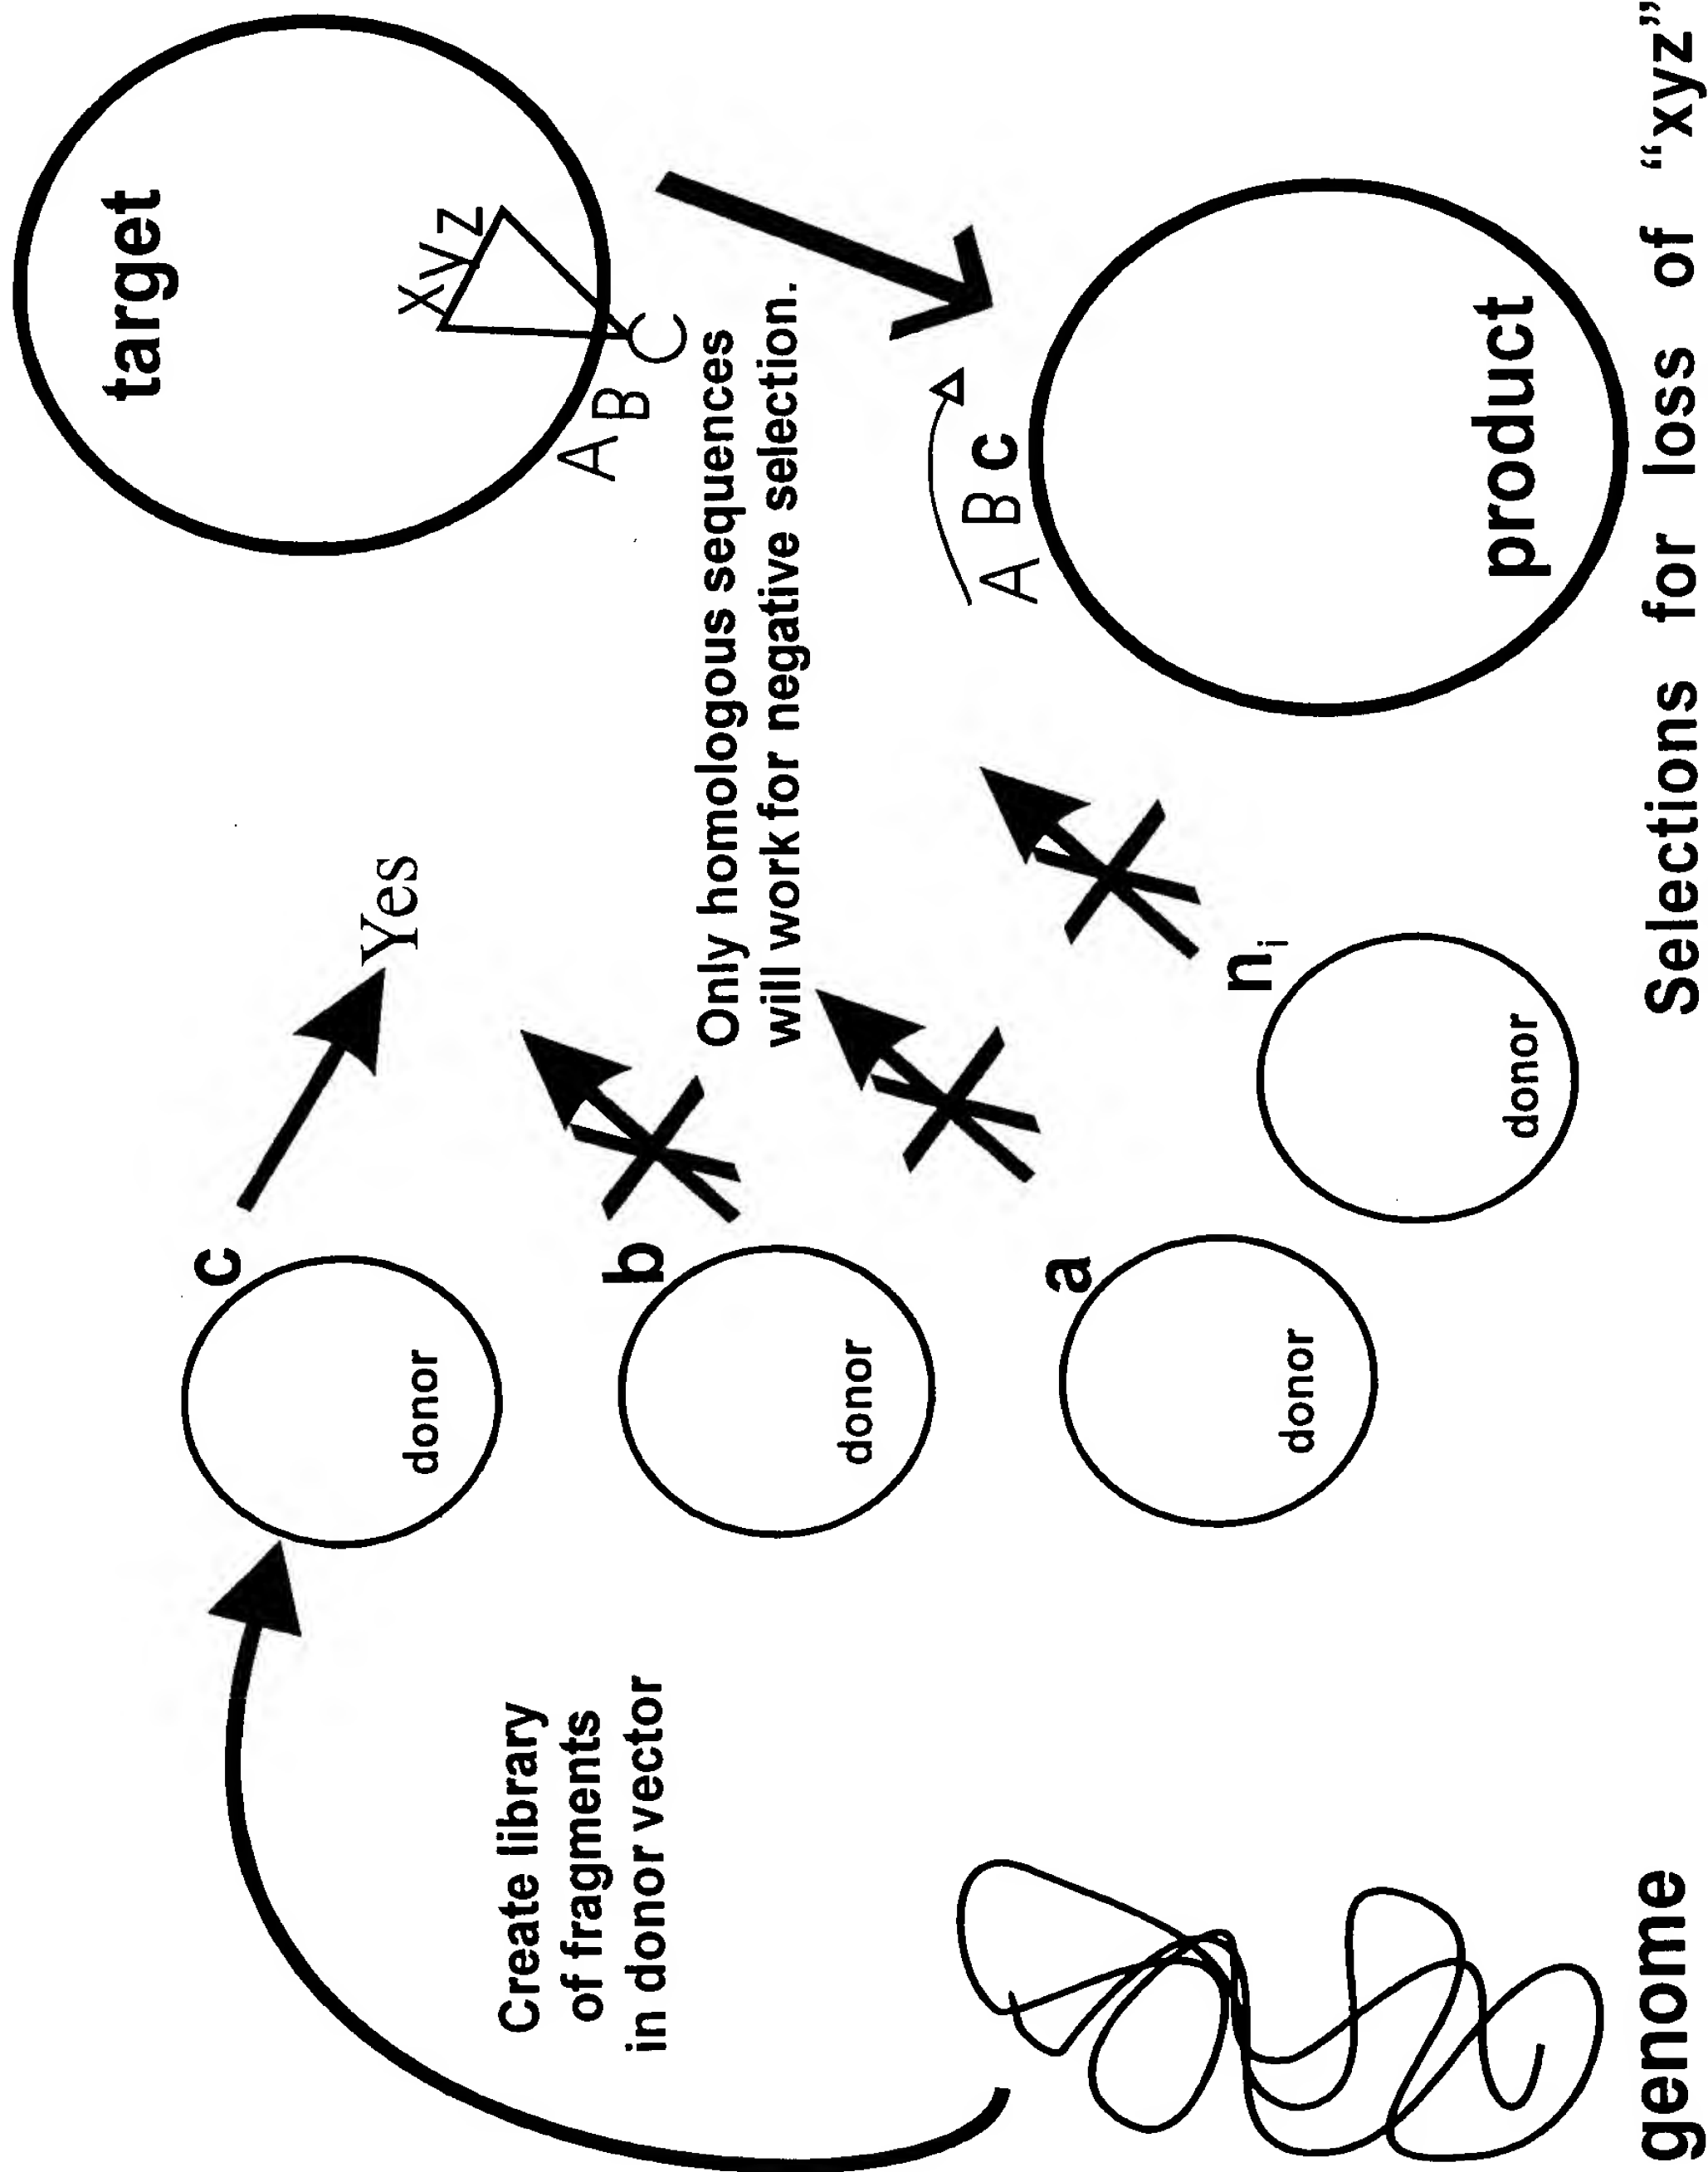 Create library
of fragments
in donor vector
genome
c
donor
b
donor
a
donor
n i
donor
Yes
Only homologous sequences
will work for negative selection.
target
xyz
A B C
A B c
product
Selections for loss of “xyz”